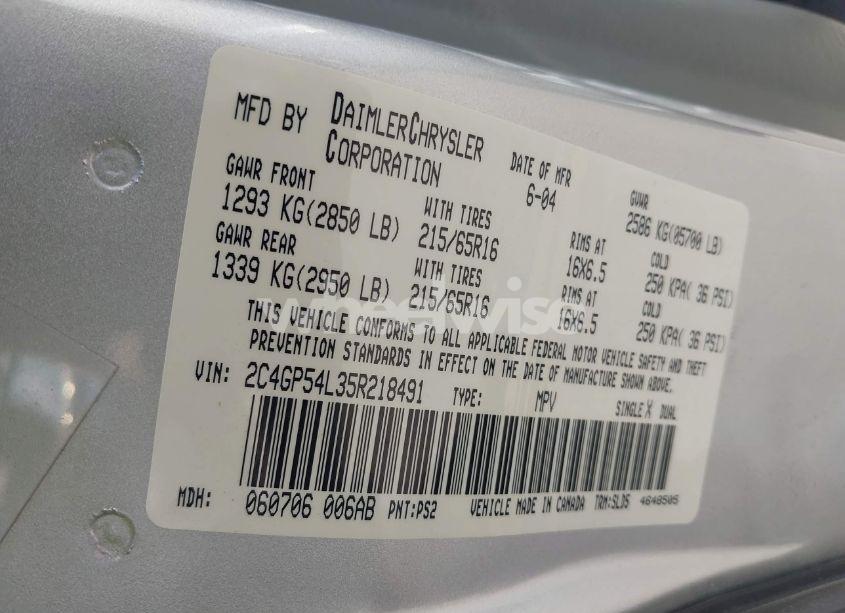 MFD BY DAIMLERCHRYSLER CORPORATION
DATE OF MFR 6-04
GVWR 2586 KG(05700 LB)
GAWR FRONT
1293 KG(2850 LB)
WITH TIRES
215/65R16
RIMS AT
16X6.5
COLD
250 KPA( 36 PSI)
GAWR REAR
1339 KG(2950 LB)
WITH TIRES
215/65R16
RIMS AT
16X6.5
COLD
250 KPA( 36 PSI)
THIS VEHICLE CONFORMS TO ALL APPLICABLE FEDERAL MOTOR VEHICLE SAFETY AND THEFT
PREVENTION STANDARDS IN EFFECT ON THE DATE OF MANUFACTURE SHOWN ABOVE.
VIN: 2C4GP54L35R218491 TYPE: MPV SINGLE X DUAL
MDH: 060706 006AB PNT:PS2 VEHICLE MADE IN CANADA TRM:SLD5 4648505
wheelwise